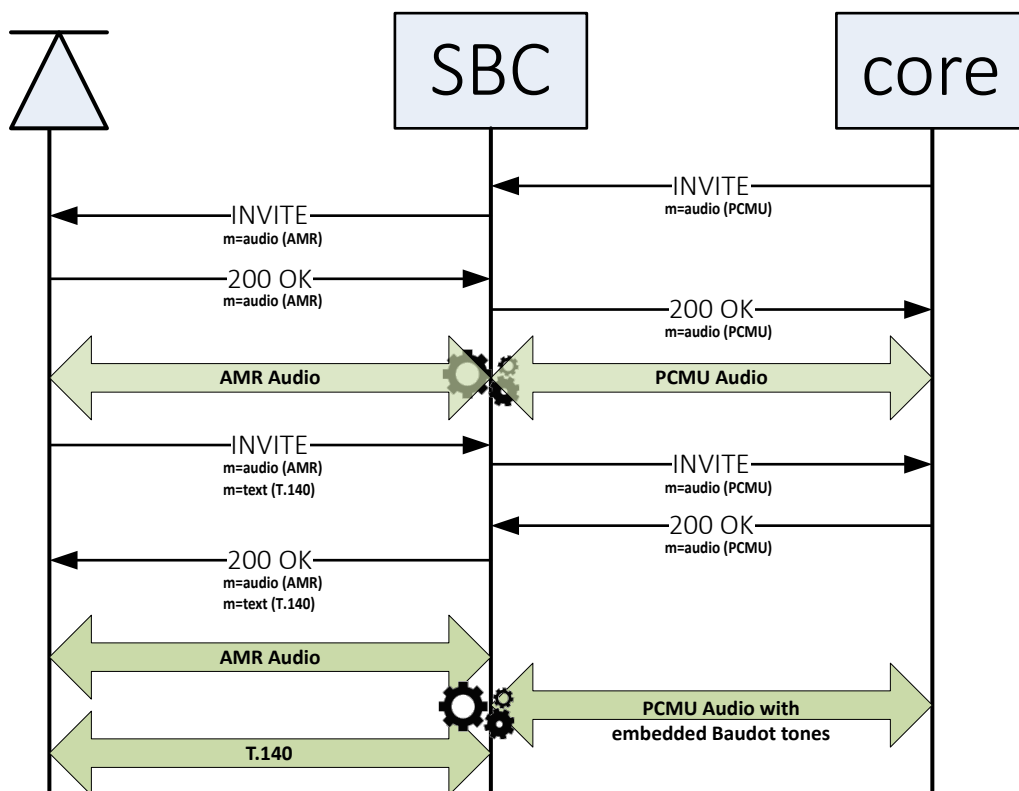 SBC
core
INVITE
m=audio (PCMU)
INVITE
m=audio (AMR)
200 OK
m=audio (AMR)
200 OK
m=audio (PCMU)
AMR Audio
PCMU Audio
INVITE
m=audio (AMR)
m=text (T.140)
INVITE
m=audio (PCMU)
200 OK
m=audio (PCMU)
200 OK
m=audio (AMR)
m=text (T.140)
AMR Audio
PCMU Audio with
embedded Baudot tones
T.140